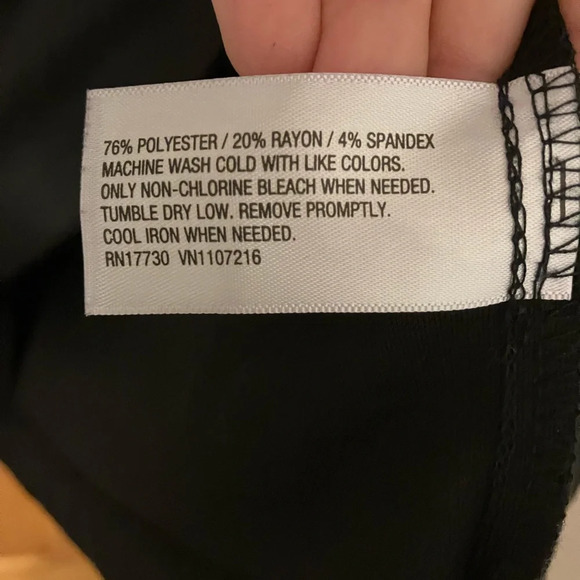 76% POLYESTER / 20% RAYON / 4% SPANDEX
MACHINE WASH COLD WITH LIKE COLORS.
ONLY NON-CHLORINE BLEACH WHEN NEEDED.
TUMBLE DRY LOW. REMOVE PROMPTLY.
COOL IRON WHEN NEEDED.
RN17730 VN1107216